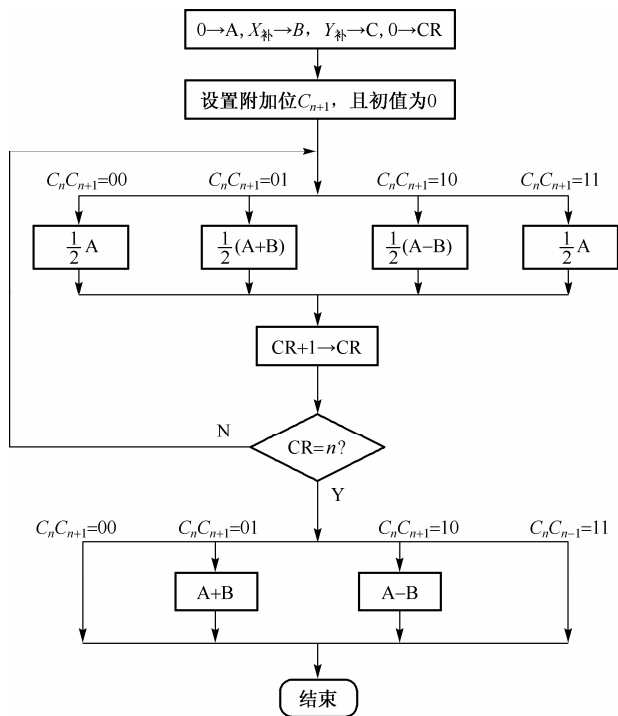 0→A, X补→B, Y补→C, 0→CR
设置附加位Cn+1, 且初值为0
CnCn+1=00 CnCn+1=01 CnCn+1=10 CnCn+1=11
1/2 A 1/2 (A+B) 1/2 (A−B) 1/2 A
CR+1→CR
N
CR=n?
Y
CnCn+1=00 CnCn+1=01 CnCn+1=10 CnCn−1=11
A+B A−B
结束